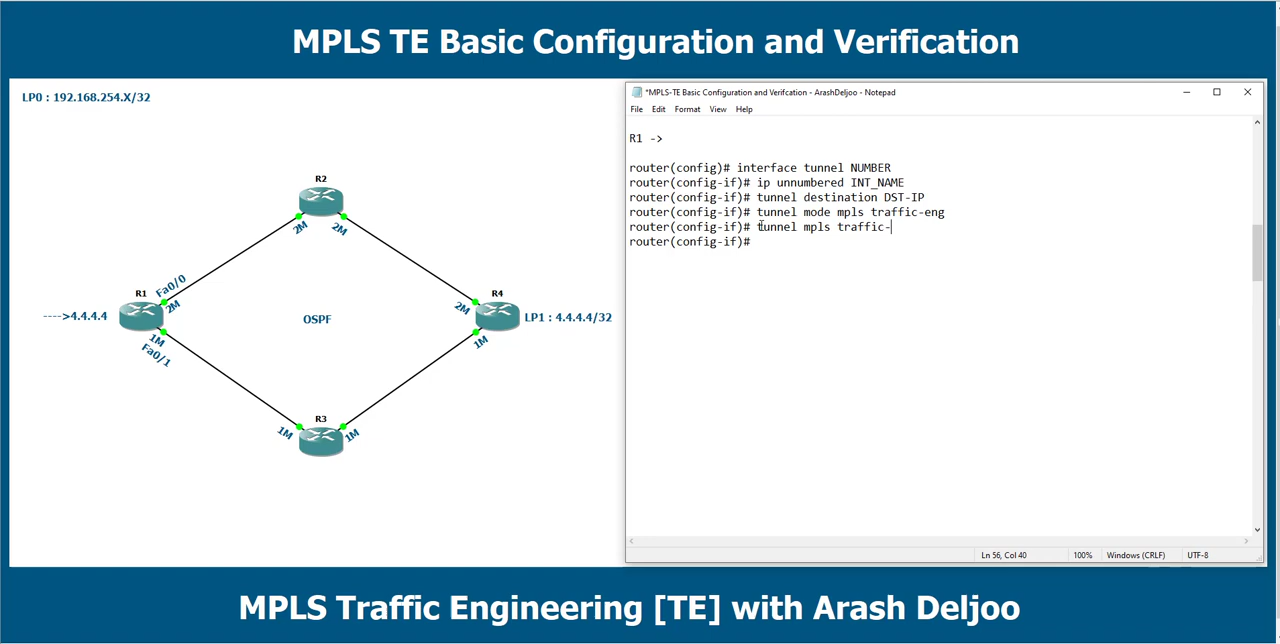 MPLS TE Basic Configuration and Verification
LP0 : 192.168.254.X/32
R2
2M
2M
Fa0/0
R1
2M
---->4.4.4.4
1M
Fa0/1
OSPF
R4
2M
LP1 : 4.4.4.4/32
1M
R3
1M
1M
*MPLS-TE Basic Configuration and Verifcation - ArashDeljoo - Notepad
File Edit Format View Help
R1 ->
router(config)# interface tunnel NUMBER
router(config-if)# ip unnumbered INT_NAME
router(config-if)# tunnel destination DST-IP
router(config-if)# tunnel mode mpls traffic-eng
router(config-if)# tunnel mpls traffic-
router(config-if)#
Ln 56, Col 40 100% Windows (CRLF) UTF-8
MPLS Traffic Engineering [TE] with Arash Deljoo